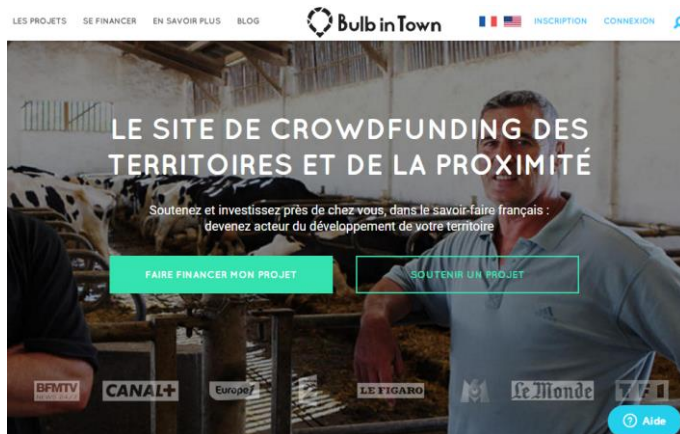 LES PROJETS SE FINANCER EN SAVOIR PLUS BLOG Bulb in Town INSCRIPTION CONNEXION
LE SITE DE CROWDFUNDING DES
TERRITOIRES ET DE LA PROXIMITÉ
Soutenez et investissez près de chez vous, dans le savoir-faire français :
devenez acteur du développement de votre territoire
FAIRE FINANCER MON PROJET SOUTENIR UN PROJET
BFMTV CANAL+ Europe1 LE FIGARO M6 Le Monde TF1
Aide